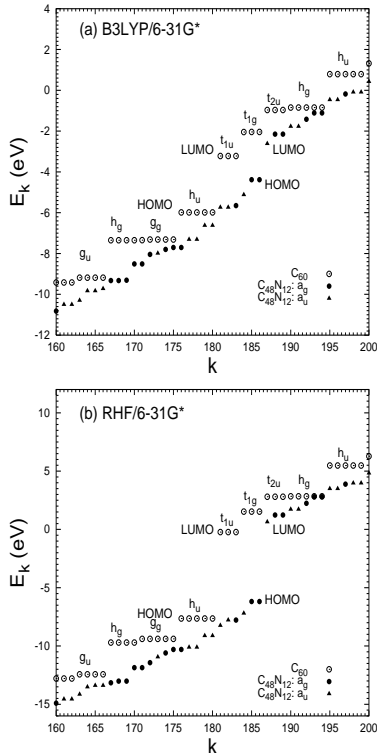 (a) B3LYP/6-31G*
4
2
0
-2
-4
-6
-8
-10
-12
E_k (eV)
h_u
t_2u
h_g
t_1g
LUMO
t_1u
LUMO
HOMO
HOMO
h_u
h_g
g_g
g_u
C_60
C_48N_12: a_g
C_48N_12: a_u
160 165 170 175 180 185 190 195 200
k
(b) RHF/6-31G*
10
5
0
-5
-10
-15
E_k (eV)
h_u
t_2u
h_g
t_1g
t_1u
LUMO
LUMO
HOMO
HOMO
h_u
h_g
g_g
g_u
C_60
C_48N_12: a_g
C_48N_12: a_u
160 165 170 175 180 185 190 195 200
k